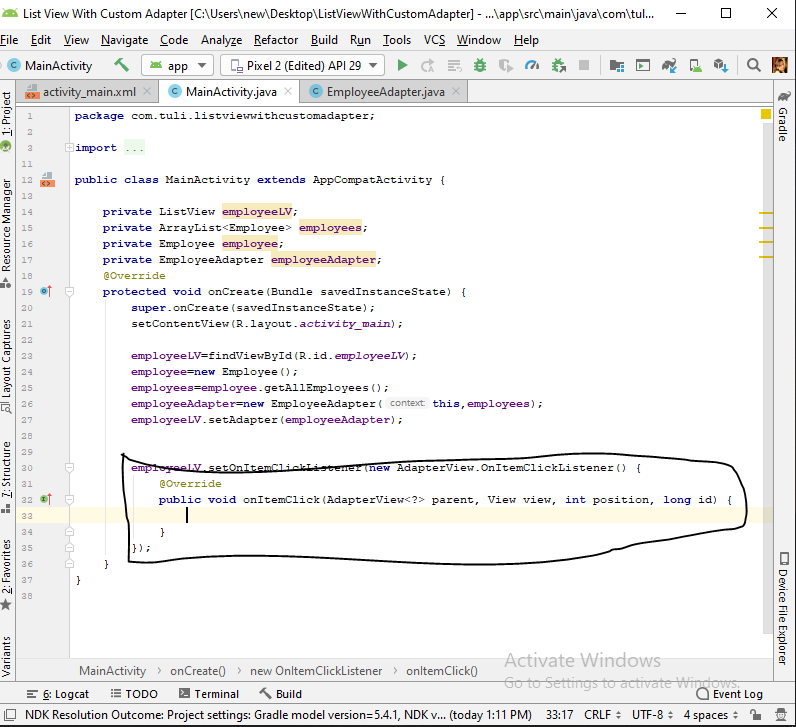 List View With Custom Adapter [C:\Users\new\Desktop\ListViewWithCustomAdapter] - ...\app\src\main\java\com\tul...
File Edit View Navigate Code Analyze Refactor Build Run Tools VCS Window Help
MainActivity app Pixel 2 (Edited) API 29
activity_main.xml MainActivity.java EmployeeAdapter.java
1: Project
Resource Manager
Layout Captures
7: Structure
2: Favorites
Variants
1 package com.tuli.listviewwithcustomadapter;
2
3 import ...
11
12 public class MainActivity extends AppCompatActivity {
13
14 private ListView employeeLV;
15 private ArrayList<Employee> employees;
16 private Employee employee;
17 private EmployeeAdapter employeeAdapter;
18 @Override
19 protected void onCreate(Bundle savedInstanceState) {
20 super.onCreate(savedInstanceState);
21 setContentView(R.layout.activity_main);
22
23 employeeLV=findViewById(R.id.employeeLV);
24 employee=new Employee();
25 employees=employee.getAllEmployees();
26 employeeAdapter=new EmployeeAdapter( context: this,employees);
27 employeeLV.setAdapter(employeeAdapter);
28
29
30 employeeLV.setOnItemClickListener(new AdapterView.OnItemClickListener() {
31 @Override
32 public void onItemClick(AdapterView<?> parent, View view, int position, long id) {
33
34 }
35 });
36 }
37 }
38
Gradle
Device File Explorer
Activate Windows
Go to Settings to activate Windows.
MainActivity > onCreate() > new OnItemClickListener > onItemClick()
6: Logcat TODO Terminal Build Event Log
NDK Resolution Outcome: Project settings: Gradle model version=5.4.1, NDK v... (today 1:11 PM) 33:17 CRLF UTF-8 4 spaces